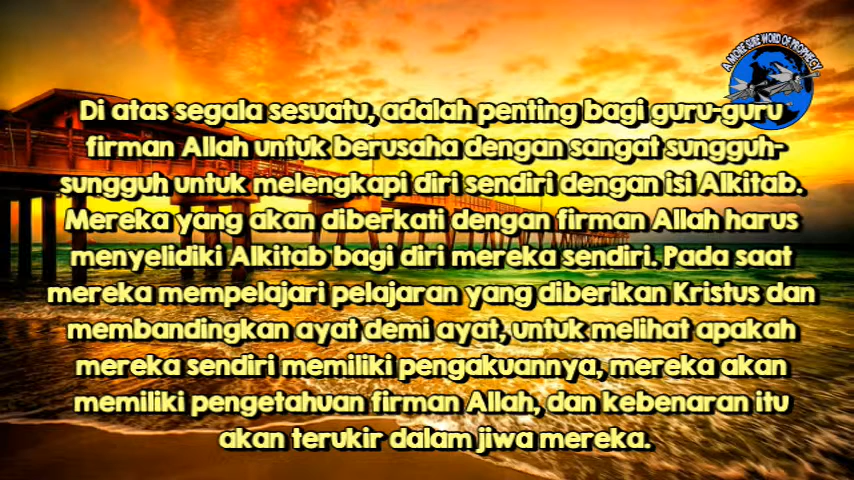 A MORE SURE WORD OF PROPHECY
Di atas segala sesuatu, adalah penting bagi guru-guru
firman Allah untuk berusaha dengan sangat sungguh-
sungguh untuk melengkapi diri sendiri dengan isi Alkitab.
Mereka yang akan diberkati dengan firman Allah harus
menyelidiki Alkitab bagi diri mereka sendiri. Pada saat
mereka mempelajari pelajaran yang diberikan Kristus dan
membandingkan ayat demi ayat, untuk melihat apakah
mereka sendiri memiliki pengakuannya, mereka akan
memiliki pengetahuan firman Allah, dan kebenaran itu
akan terukir dalam jiwa mereka.